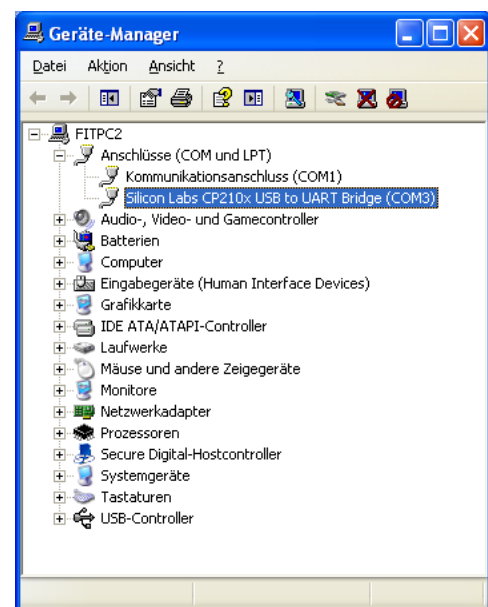 Geräte-Manager
Datei Aktion Ansicht ?
FITPC2
Anschlüsse (COM und LPT)
Kommunikationsanschluss (COM1)
Silicon Labs CP210x USB to UART Bridge (COM3)
Audio-, Video- und Gamecontroller
Batterien
Computer
Eingabegeräte (Human Interface Devices)
Grafikkarte
IDE ATA/ATAPI-Controller
Laufwerke
Mäuse und andere Zeigegeräte
Monitore
Netzwerkadapter
Prozessoren
Secure Digital-Hostcontroller
Systemgeräte
Tastaturen
USB-Controller